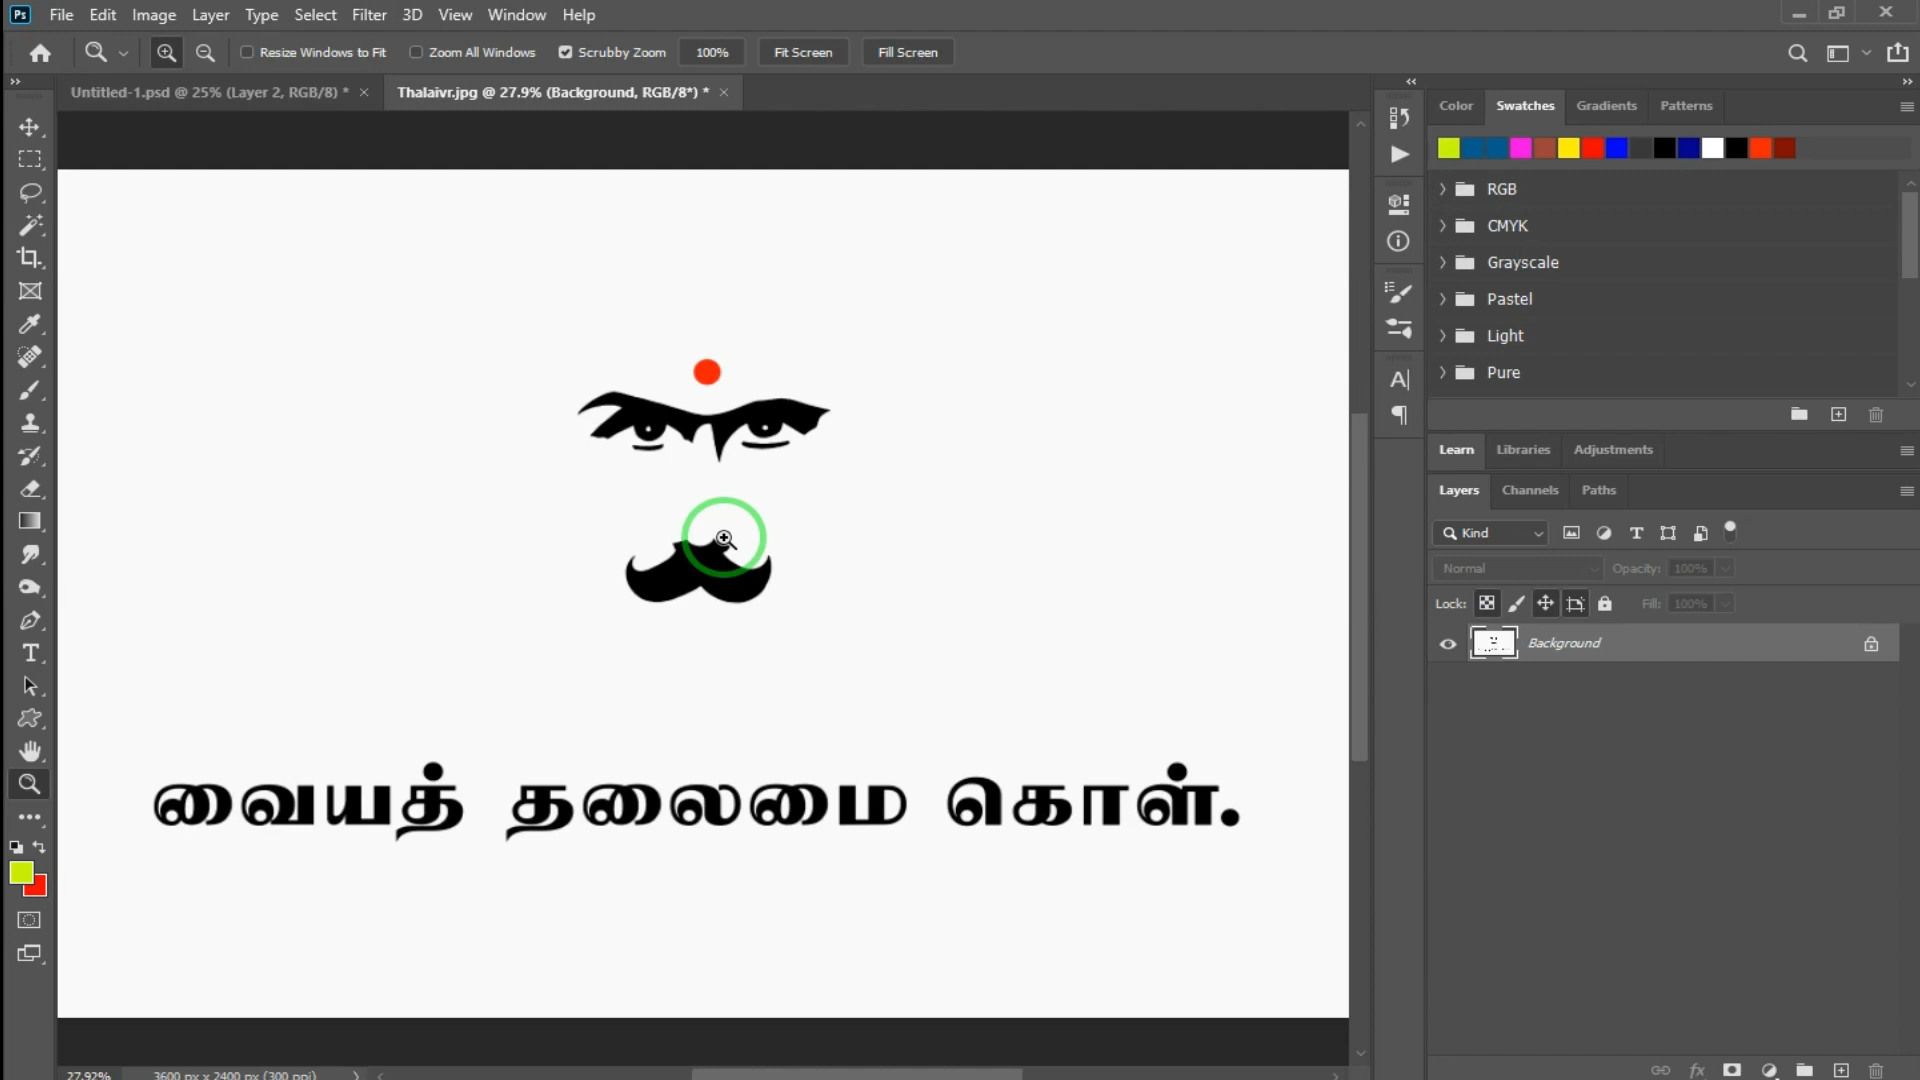 Ps File Edit Image Layer Type Select Filter 3D View Window Help
Resize Windows to Fit Zoom All Windows Scrubby Zoom 100% Fit Screen Fill Screen
Untitled-1.psd @ 25% (Layer 2, RGB/8) * × Thalaivr.jpg @ 27.9% (Background, RGB/8*) * ×
Color Swatches Gradients Patterns
RGB
CMYK
Grayscale
Pastel
Light
Pure
Learn Libraries Adjustments
Layers Channels Paths
Kind
Normal Opacity: 100%
Lock: Fill: 100%
Background
வையத் தலைமை கொள்.
27.92% 3600 px x 2400 px (300 ppi)